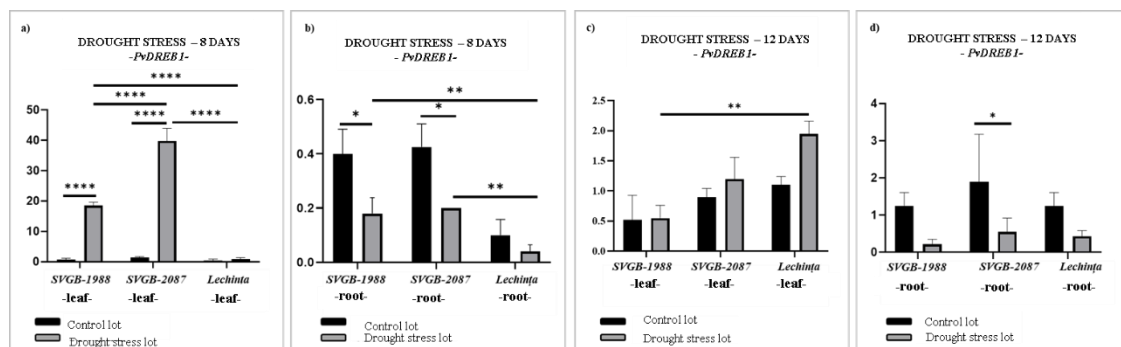 a)
DROUGHT STRESS – 8 DAYS
-PvDREB1-
****
****
****
****
****
50
40
30
20
10
0
SVGB-1988
-leaf-
SVGB-2087
-leaf-
Lechința
-leaf-
Control lot
Drought stress lot
b)
DROUGHT STRESS – 8 DAYS
- PvDREB1-
**
*
*
**
0.6
0.4
0.2
0.0
SVGB-1988
-root-
SVGB-2087
-root-
Lechința
-root-
Control lot
Drought stress lot
c)
DROUGHT STRESS – 12 DAYS
- PvDREB1-
**
2.5
2.0
1.5
1.0
0.5
0.0
SVGB-1988
-leaf-
SVGB-2087
-leaf-
Lechința
-leaf-
Control lot
Drought stress lot
d)
DROUGHT STRESS – 12 DAYS
- PvDREB1-
*
4
3
2
1
0
SVGB-1988
-root-
SVGB-2087
-root-
Lechința
-root-
Control lot
Drought stress lot